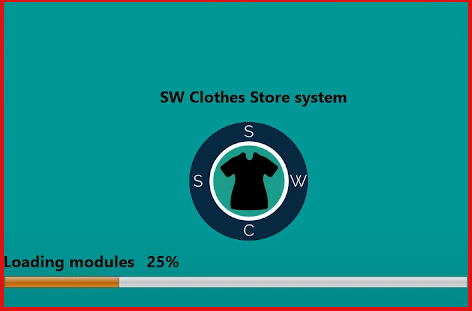 SW Clothes Store system
S
S W
C
Loading modules 25%